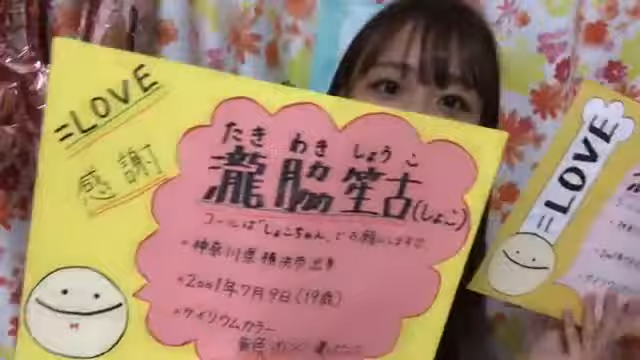 =LOVE
感謝
たき わき しょう こ
瀧脇笙古(しょこ)
コールは「しょこちゃん」でお願いします♡
・神奈川県横浜市出身
・2001年7月9日(19歳)
・サイリウムカラー
黄色
=LOVE